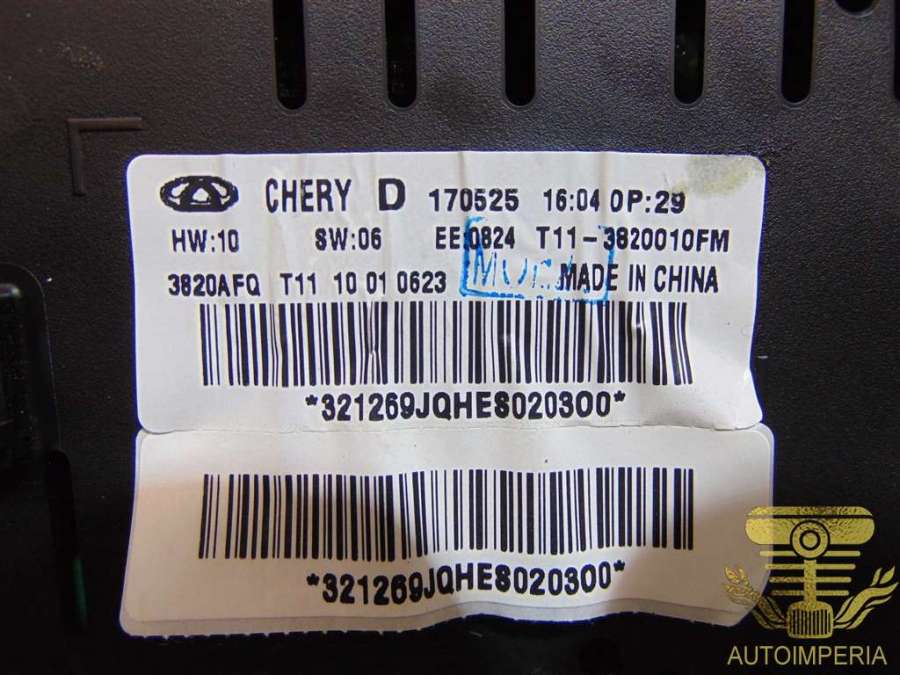 CHERY D 170525 16:04 OP:29
HW:10 SW:06 EE:0824 T11-3820010FM
3820AFQ T11 10 01 0623 MADE IN CHINA
*321269JQHES020300*
*321269JQHES020300*
AUTOIMPERIA